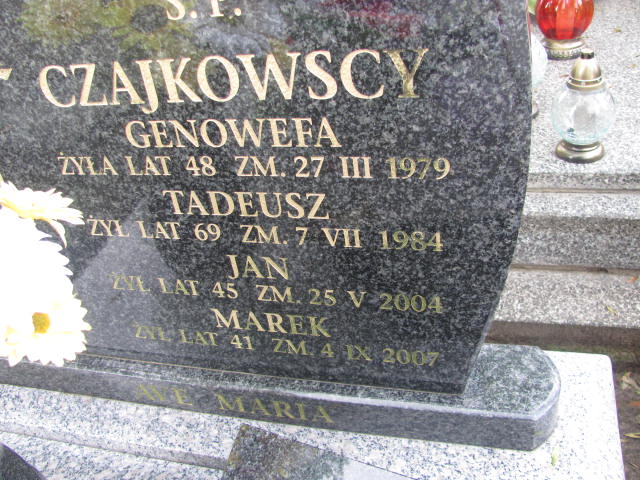 Ś. P.
CZAJKOWSCY
GENOWEFA
ŻYŁA LAT 48 ZM. 27 III 1979
TADEUSZ
ŻYŁ LAT 69 ZM. 7 VII 1984
JAN
ŻYŁ LAT 45 ZM. 25 V 2004
MAREK
ŻYŁ LAT 41 ZM. 4 IX 2007
AVE MARIA